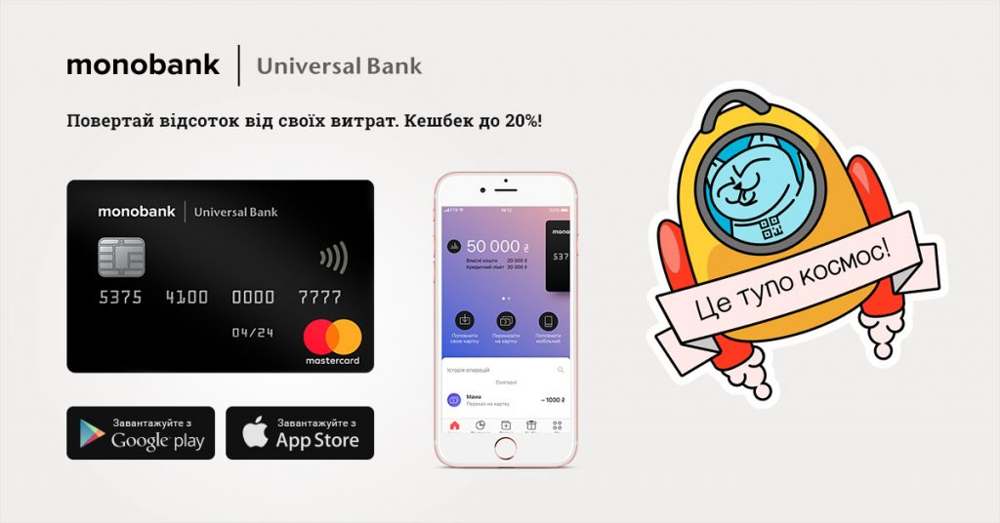 monobank | Universal Bank
Повертай відсоток від своїх витрат. Кешбек до 20%!
monobank | Universal Bank
5375 4100 0000 7777
04/24
mastercard
Завантажуйте з
Google play
Завантажуйте з
App Store
19:12
100%
50 000 ₴
Власні кошти 20 000 ₴
Кредитний ліміт 30 000 ₴
Поповнити свою картку
Переказати на картку
Поповнити мобільний
Історія операцій
Сьогодні
Мама
Переказ на картку
– 1000 ₴
Це тупо космос!